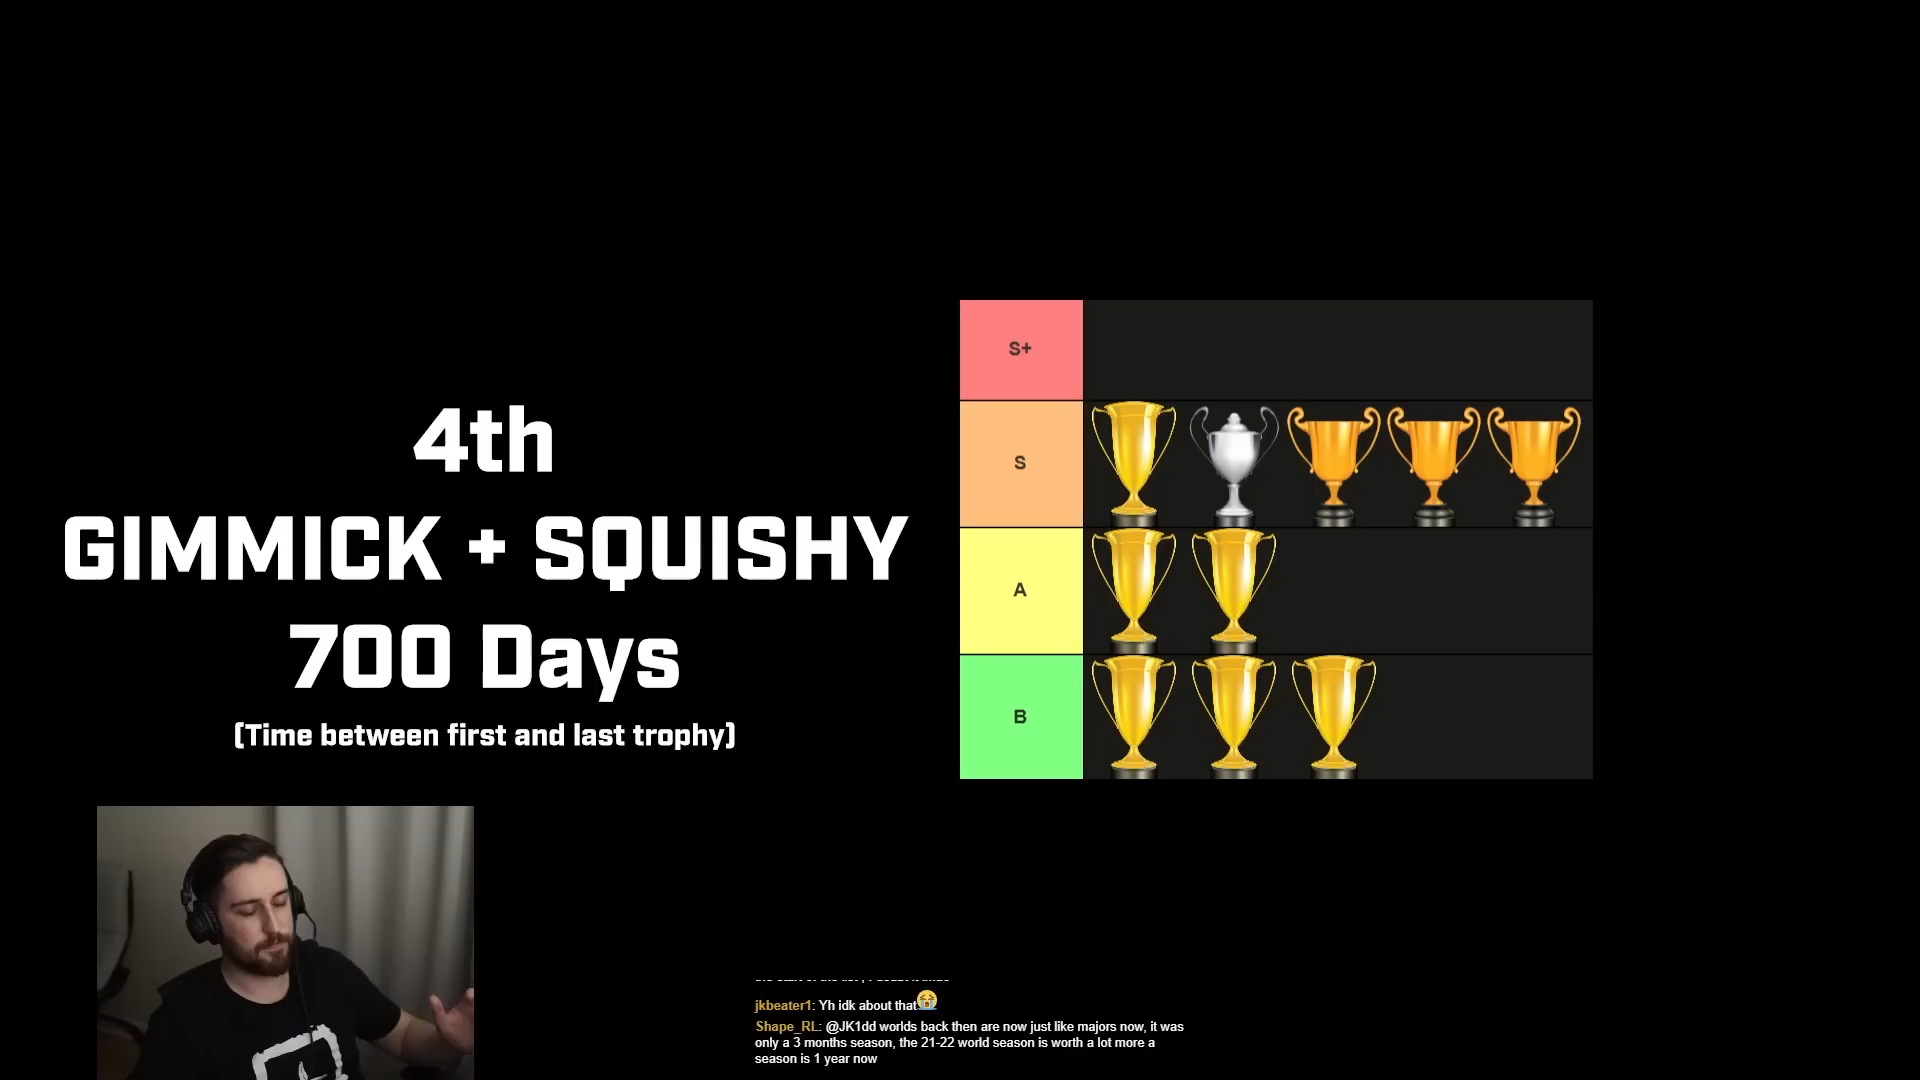 4th
GIMMICK + SQUISHY
700 Days
(Time between first and last trophy)
S+
S
A
B
jkbeater1: Yh idk about that😭
Shape_RL: @JK1dd worlds back then are now just like majors now, it was
only a 3 months season, the 21-22 world season is worth a lot more a
season is 1 year now